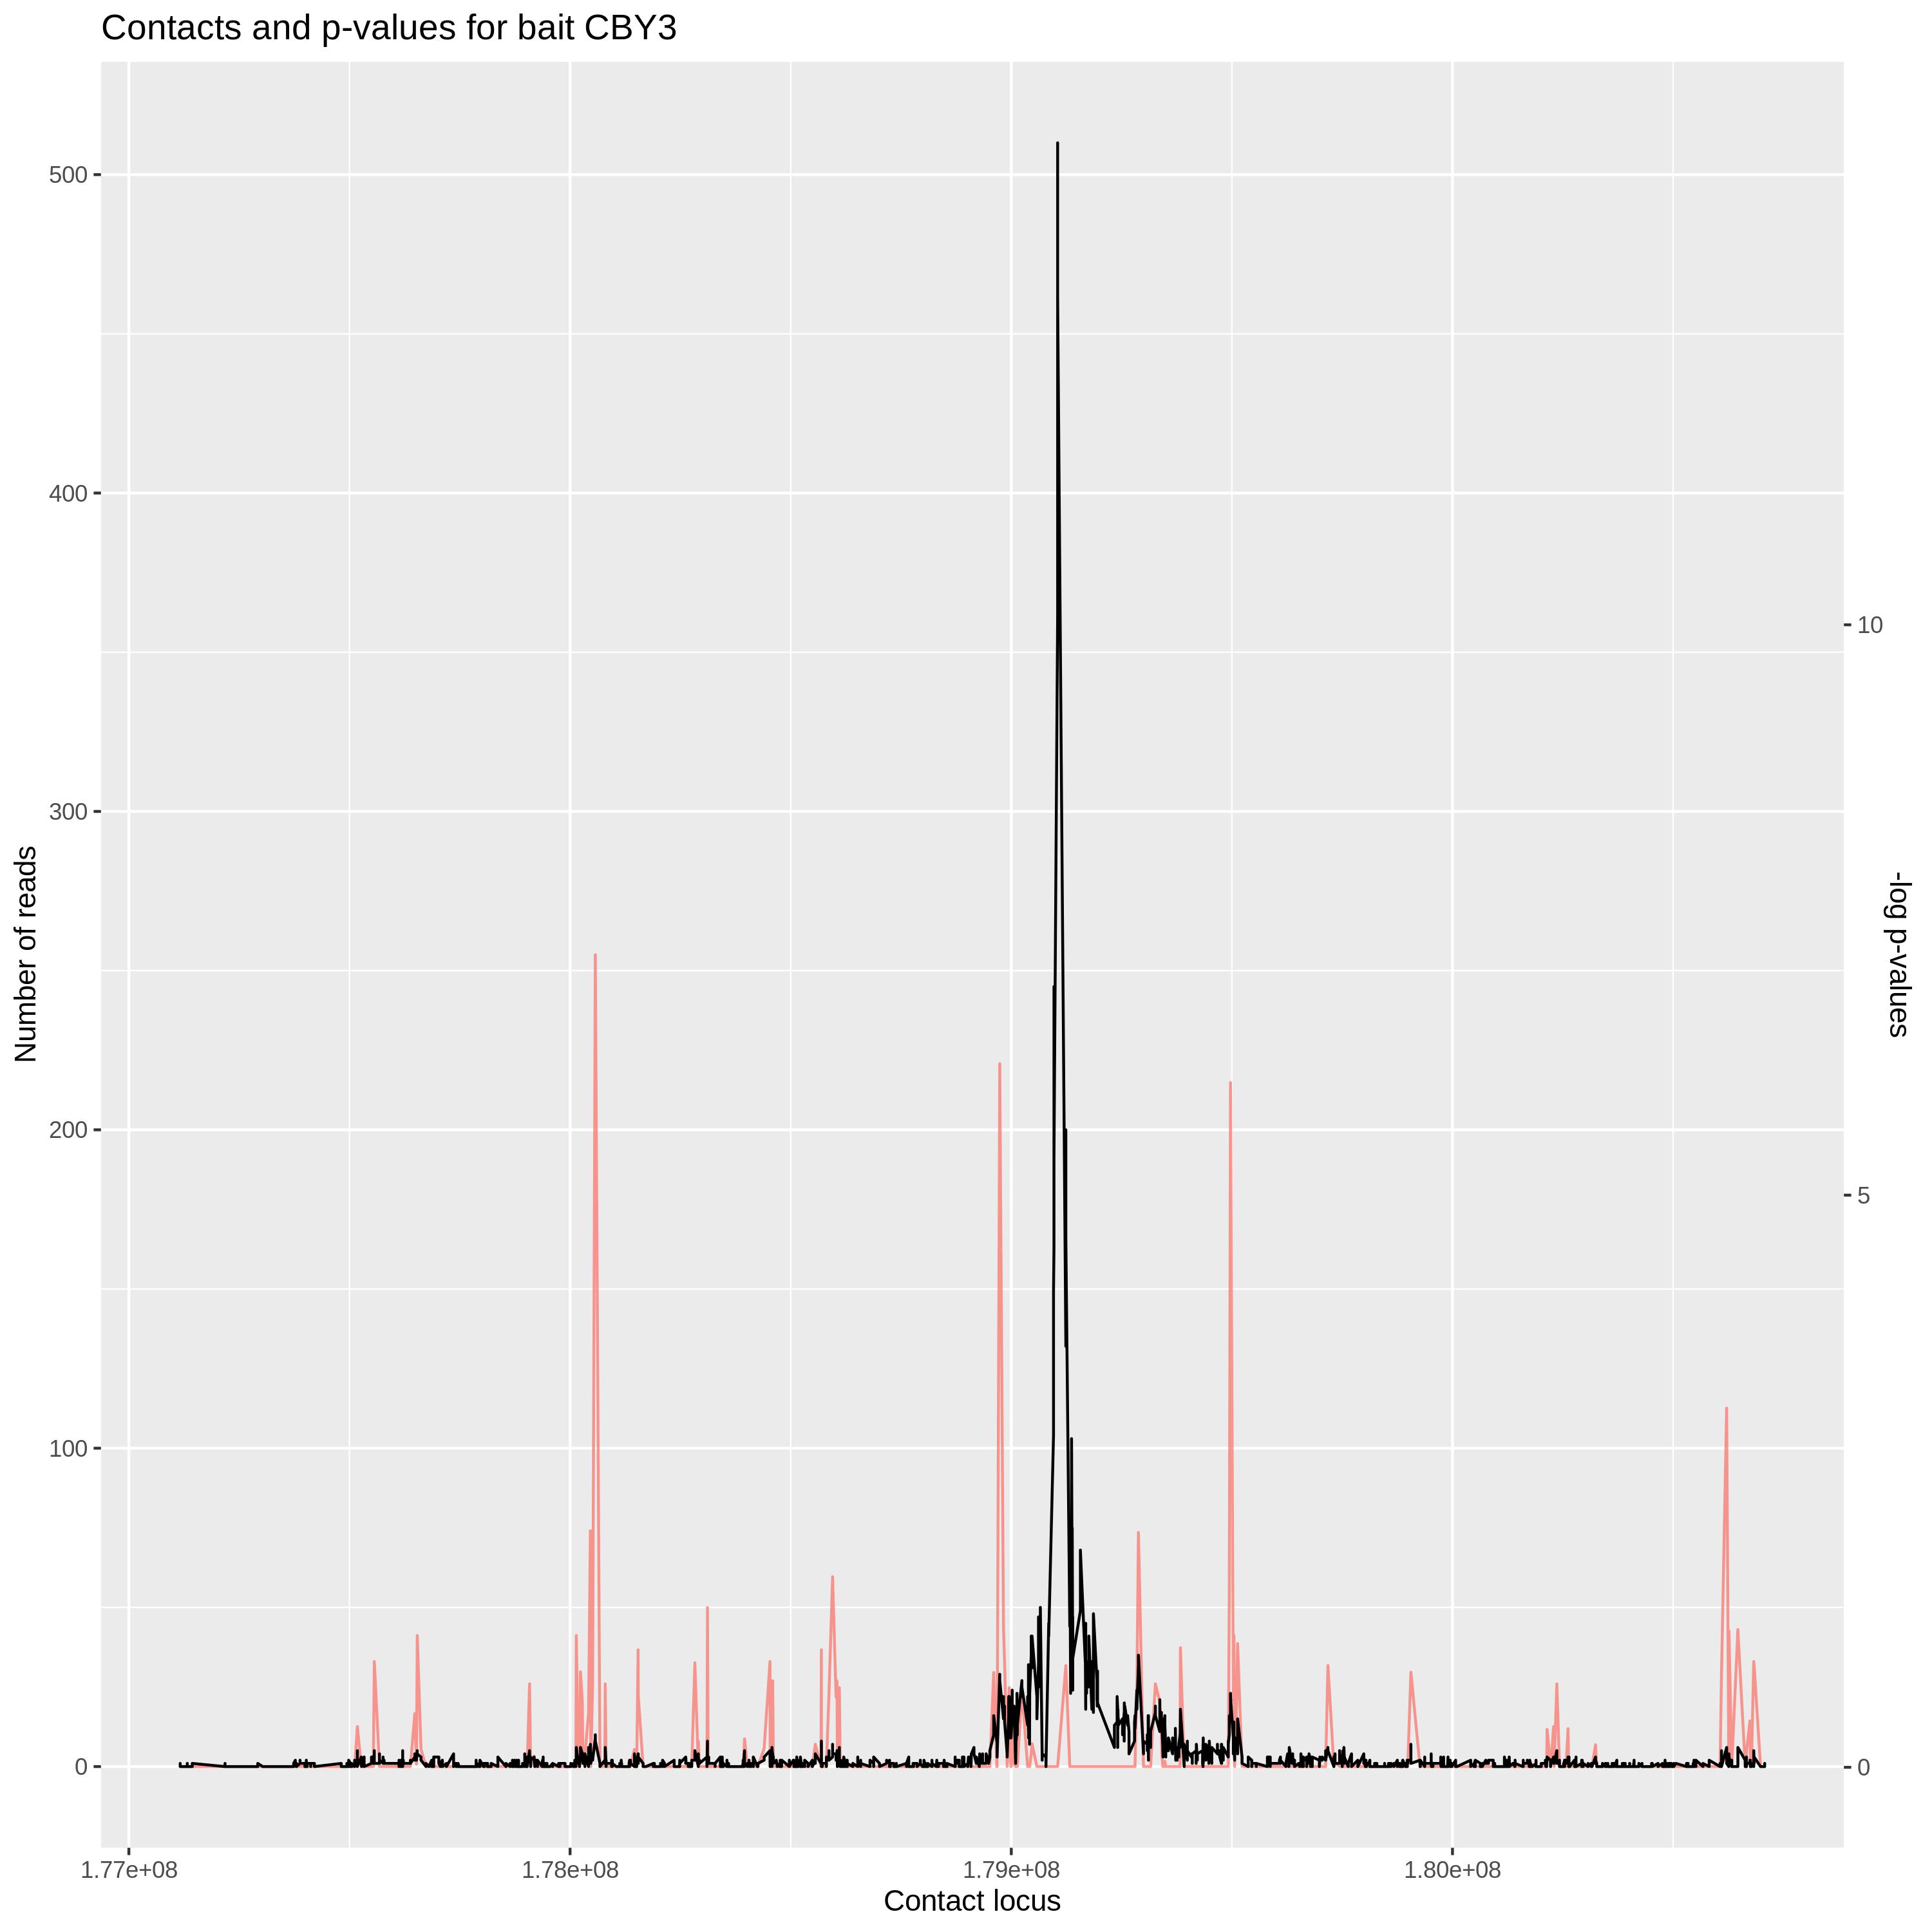 Contacts and p-values for bait CBY3
500
400
300
200
100
0
Number of reads
10
5
0
-log p-values
1.77e+08
1.78e+08
1.79e+08
1.80e+08
Contact locus